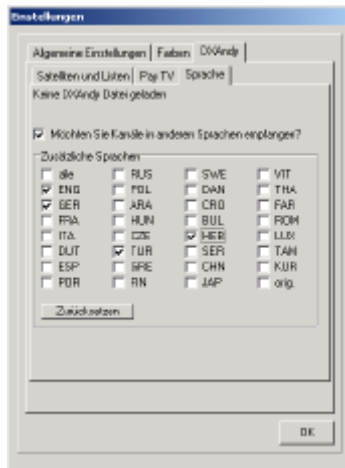 Einstellungen
Algemeine Einstellungen Farben DXAndy
Satelliten und Listen Pay TV Sprache
Keine DXAndy Datei geladen
Möchten Sie Kanäle in anderen Sprachen empfangen?
Zusätzliche Sprachen
alle RUS SWE VIT
ENG POL DAN THA
GER ARA CRO FAR
FRA HUN BUL ROM
ITA CZE HEB LUX
DUT TUR SER TAM
ESP GRE CHN KUR
POR FIN JAP orig.
Zurücksetzen
OK